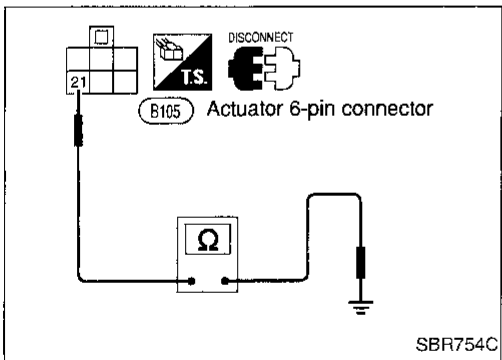 DISCONNECT
21
T.S.
B105 Actuator 6-pin connector
Ω
SBR754C